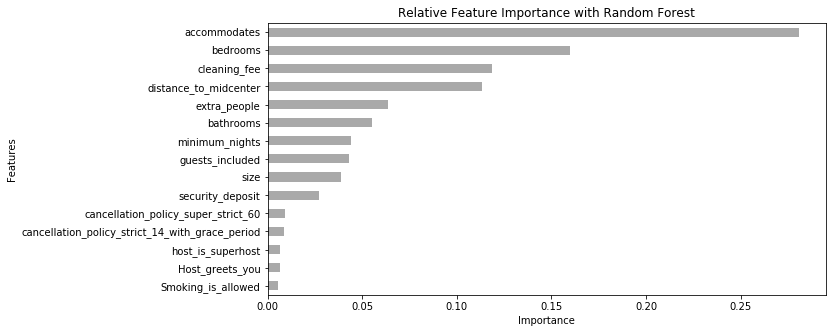 Relative Feature Importance with Random Forest
Features
accommodates
bedrooms
cleaning_fee
distance_to_midcenter
extra_people
bathrooms
minimum_nights
guests_included
size
security_deposit
cancellation_policy_super_strict_60
cancellation_policy_strict_14_with_grace_period
host_is_superhost
Host_greets_you
Smoking_is_allowed
0.00 0.05 0.10 0.15 0.20 0.25
Importance